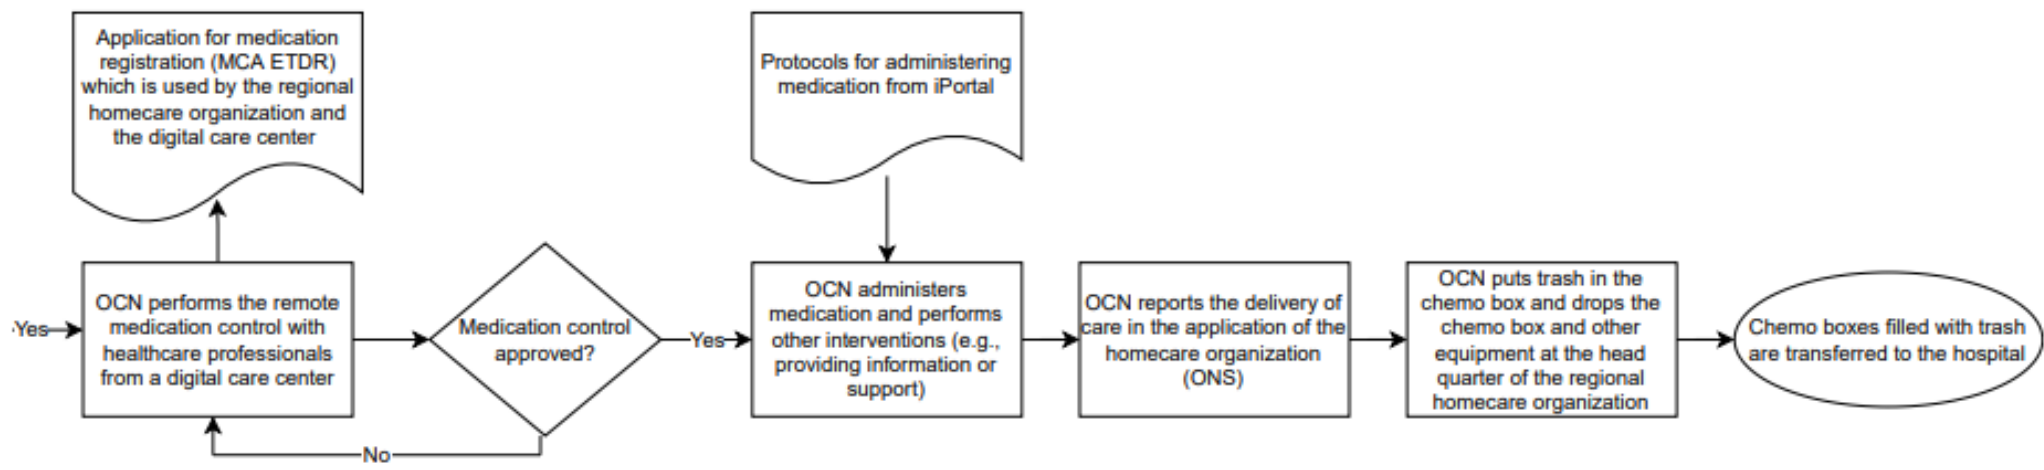 Application for medication
registration (MCA ETDR)
which is used by the regional
homecare organization and
the digital care center
Protocols for administering
medication from iPortal
Yes
OCN performs the remote
medication control with
healthcare professionals
from a digital care center
Medication control
approved?
No
Yes
OCN administers
medication and performs
other interventions (e.g.,
providing information or
support)
OCN reports the delivery of
care in the application of the
homecare organization
(ONS)
OCN puts trash in the
chemo box and drops the
chemo box and other
equipment at the head
quarter of the regional
homecare organization
Chemo boxes filled with trash
are transferred to the hospital